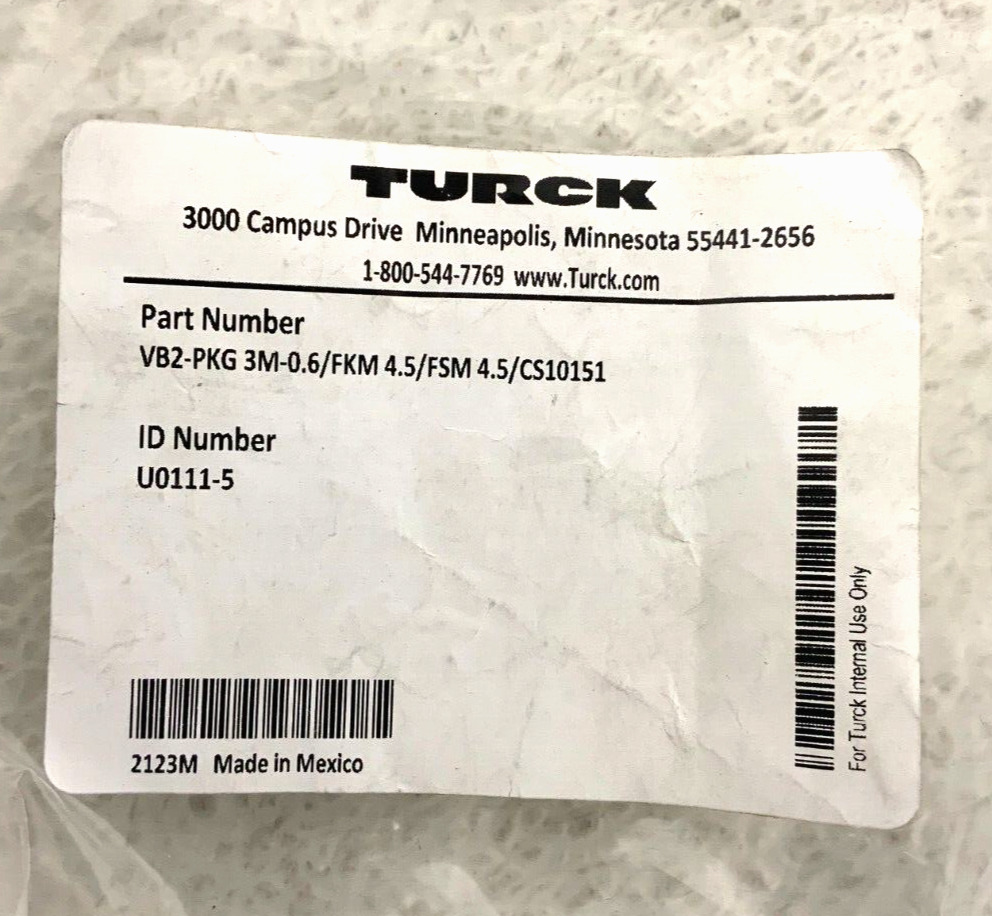 TURCK
3000 Campus Drive Minneapolis, Minnesota 55441-2656
1-800-544-7769 www.Turck.com
Part Number
VB2-PKG 3M-0.6/FKM 4.5/FSM 4.5/CS10151
ID Number
U0111-5
2123M Made in Mexico
For Turck Internal Use Only